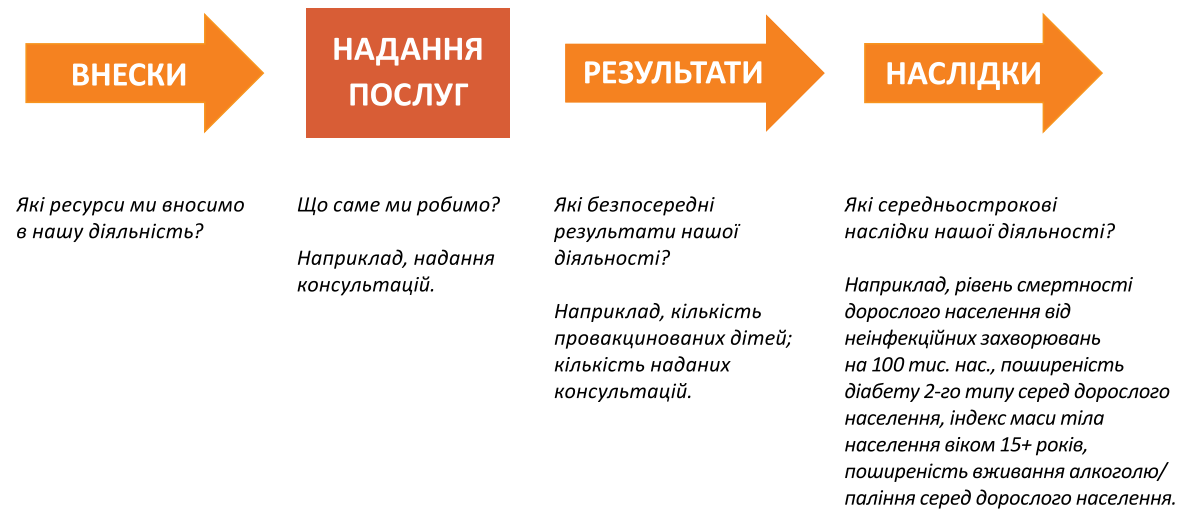 ВНЕСКИ
НАДАННЯ
ПОСЛУГ
РЕЗУЛЬТАТИ
НАСЛІДКИ
Які ресурси ми вносимо
в нашу діяльність?
Що саме ми робимо?
Наприклад, надання
консультацій.
Які безпосередні
результати нашої
діяльності?
Наприклад, кількість
провакцинованих дітей;
кількість наданих
консультацій.
Які середньострокові
наслідки нашої діяльності?
Наприклад, рівень смертності
дорослого населення від
неінфекційних захворювань
на 100 тис. нас., поширеність
діабету 2-го типу серед дорослого
населення, індекс маси тіла
населення віком 15+ років,
поширеність вживання алкоголю/
паління серед дорослого населення.